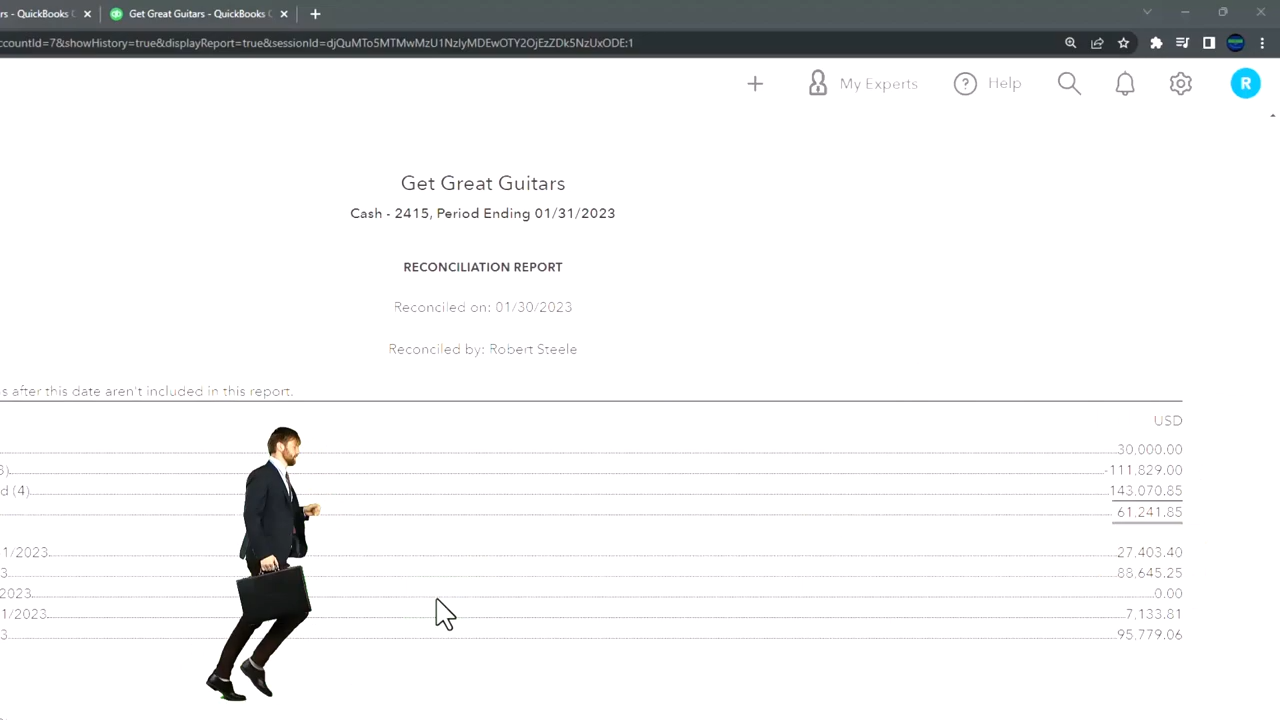 rs - QuickBooks
Get Great Guitars - QuickBooks
ccountId=7&showHistory=true&displayReport=true&sessionId=djQuMTo5MTMwMzU1NzIyMDEwOTY2OjEzZDk5NzUxODE:1
My Experts
Help
R
Get Great Guitars
Cash - 2415, Period Ending 01/31/2023
RECONCILIATION REPORT
Reconciled on: 01/30/2023
Reconciled by: Robert Steele
s after this date aren't included in this report.
USD
30,000.00
-111,829.00
d (4) 143,070.85
61,241.85
1/2023 27,403.40
3 88,645.25
2023 0.00
1/2023 7,133.81
3 95,779.06